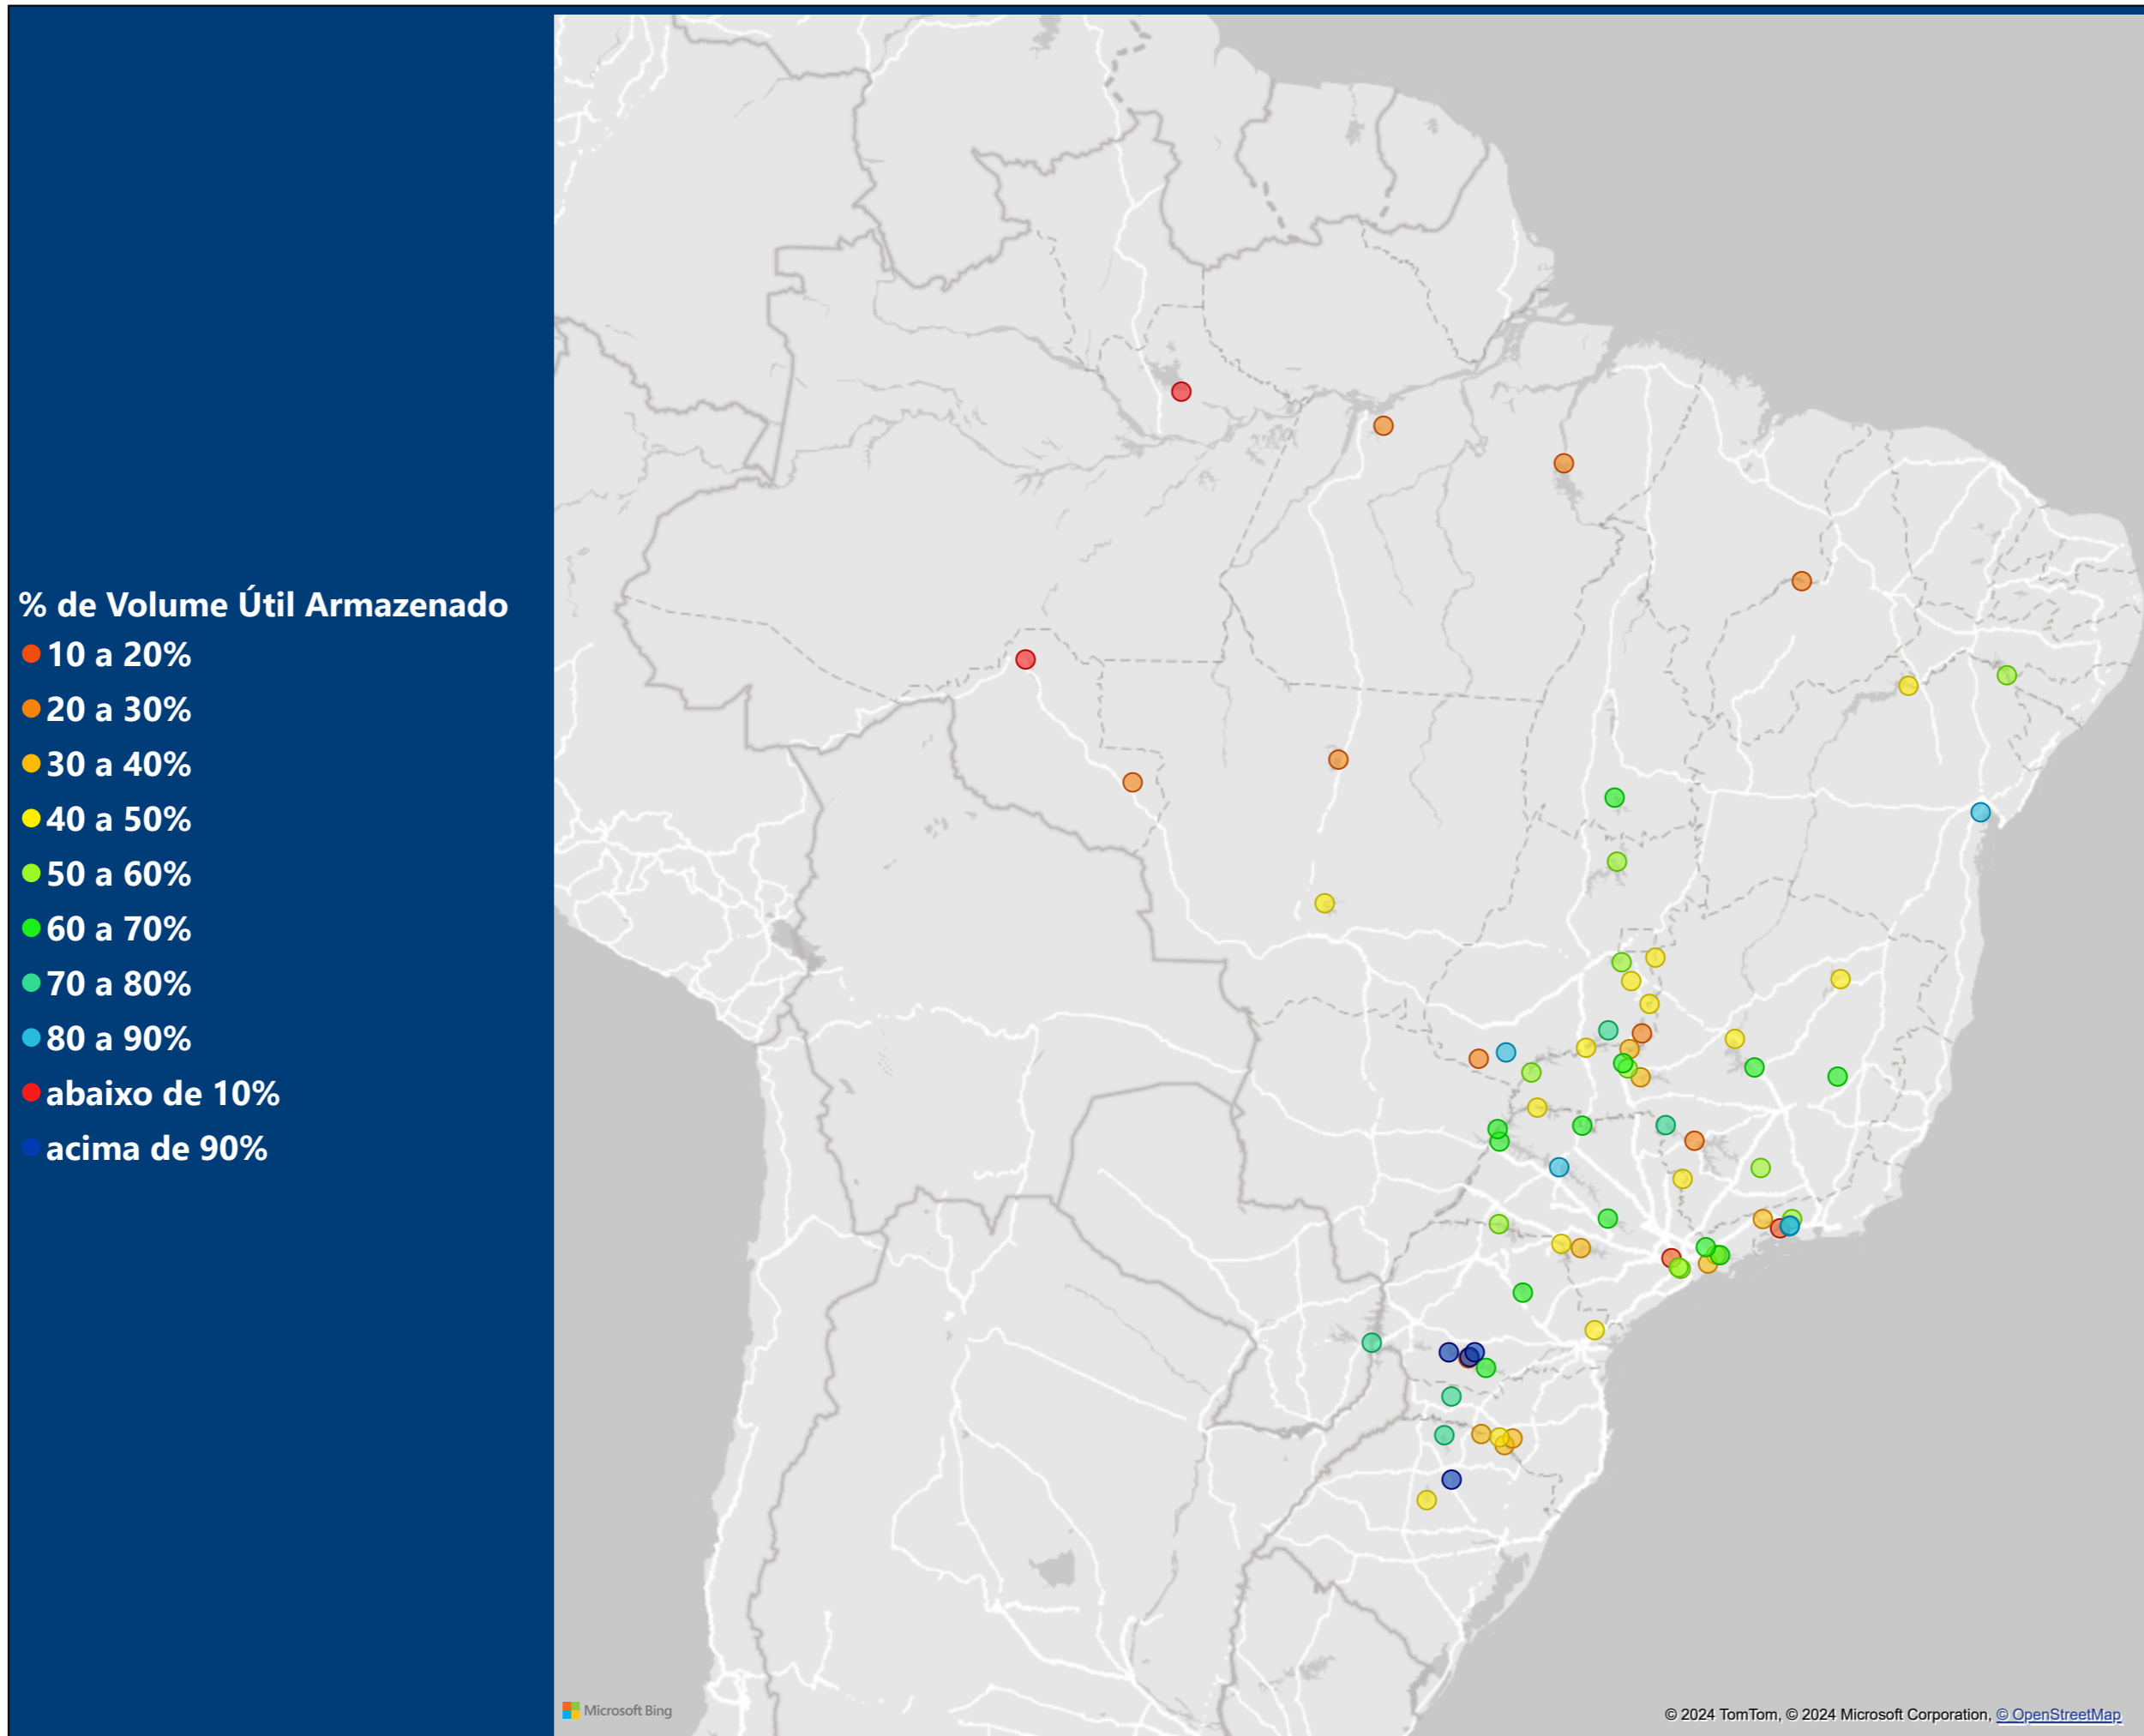 % de Volume Útil Armazenado
10 a 20%
20 a 30%
30 a 40%
40 a 50%
50 a 60%
60 a 70%
70 a 80%
80 a 90%
abaixo de 10%
acima de 90%
Microsoft Bing
© 2024 TomTom, © 2024 Microsoft Corporation, © OpenStreetMap